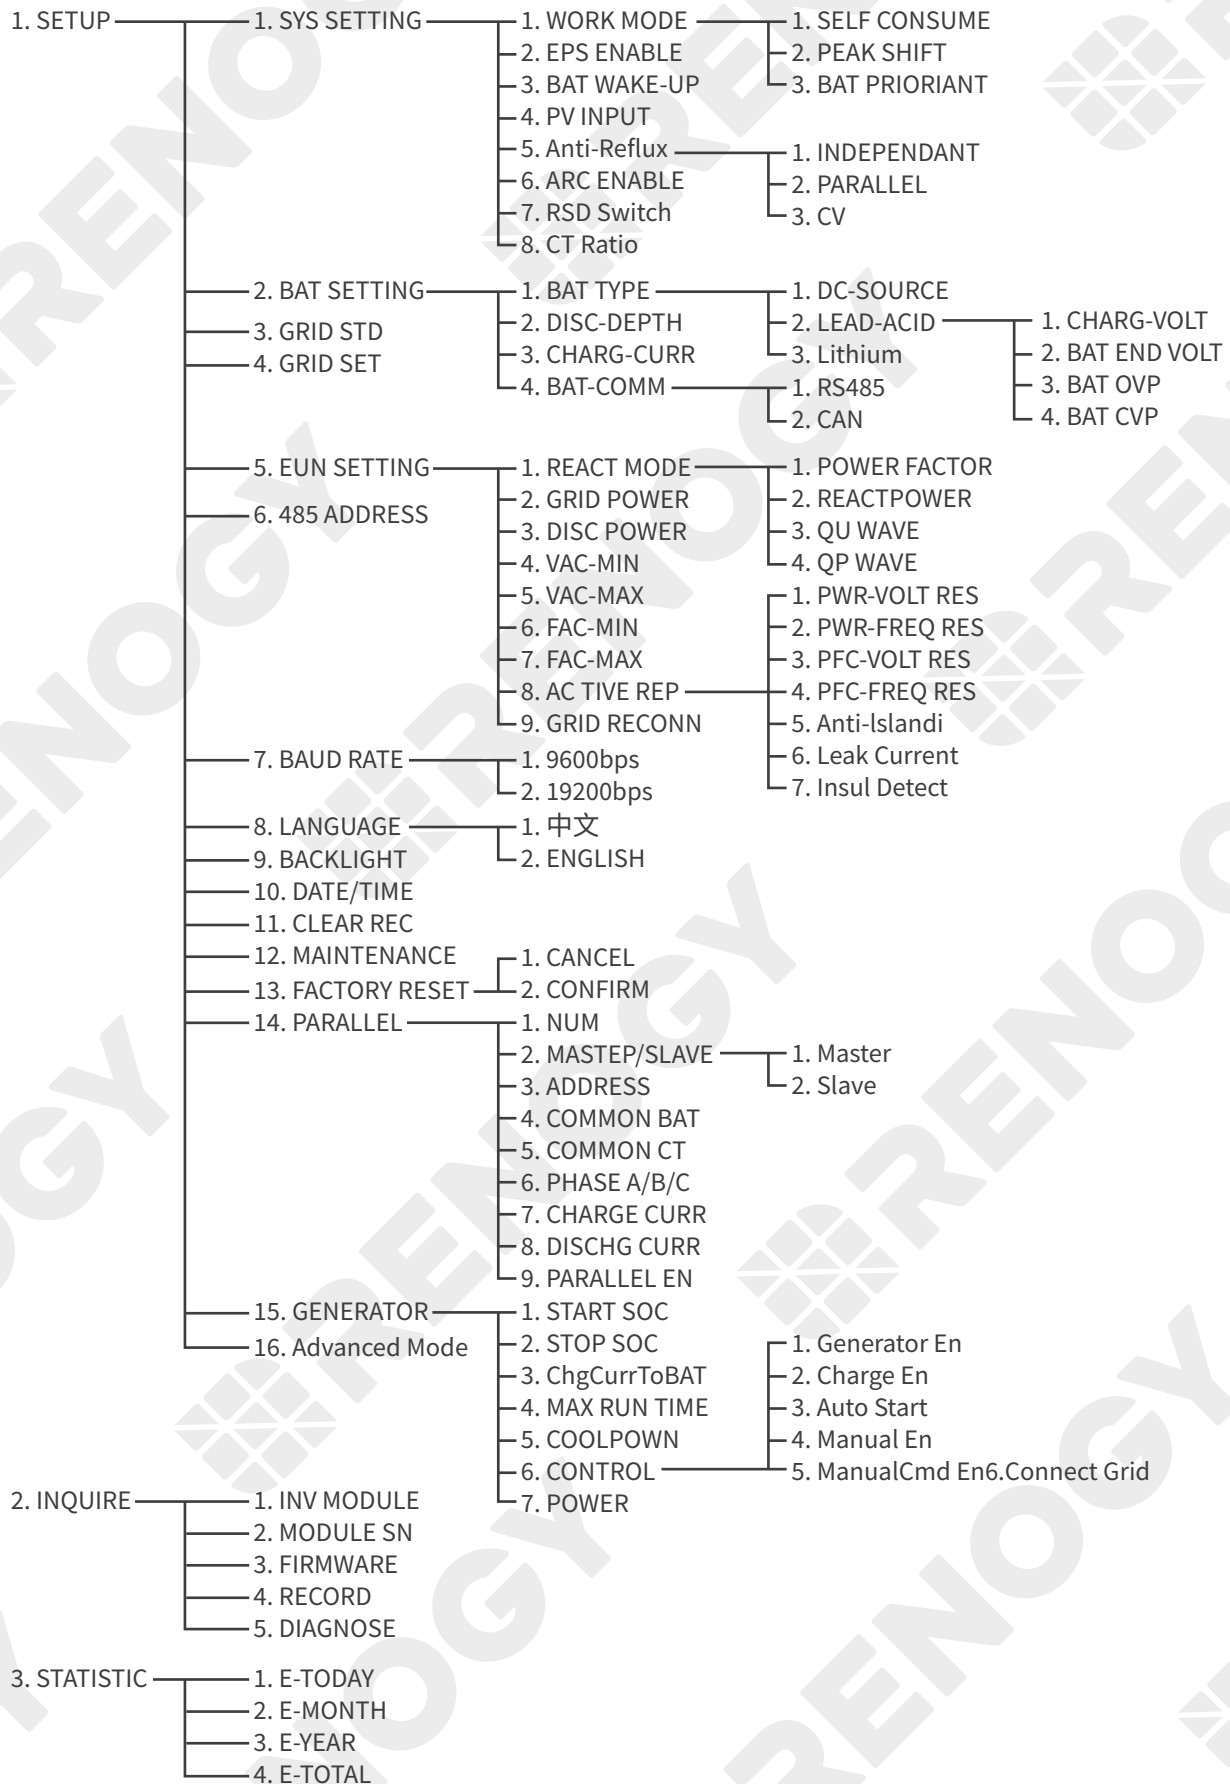 1. SETUP
1. SYS SETTING
1. WORK MODE
1. SELF CONSUME
2. PEAK SHIFT
3. BAT PRIORIANT
2. EPS ENABLE
3. BAT WAKE-UP
4. PV INPUT
5. Anti-Reflux
1. INDEPENDANT
2. PARALLEL
3. CV
6. ARC ENABLE
7. RSD Switch
8. CT Ratio
2. BAT SETTING
1. BAT TYPE
1. DC-SOURCE
2. LEAD-ACID
1. CHARG-VOLT
2. BAT END VOLT
3. BAT OVP
4. BAT CVP
3. Lithium
2. DISC-DEPTH
3. CHARG-CURR
4. BAT-COMM
1. RS485
2. CAN
3. GRID STD
4. GRID SET
5. EUN SETTING
1. REACT MODE
1. POWER FACTOR
2. REACTPOWER
3. QU WAVE
4. QP WAVE
2. GRID POWER
3. DISC POWER
4. VAC-MIN
5. VAC-MAX
6. FAC-MIN
7. FAC-MAX
8. AC TIVE REP
1. PWR-VOLT RES
2. PWR-FREQ RES
3. PFC-VOLT RES
4. PFC-FREQ RES
5. Anti-lslandi
6. Leak Current
7. Insul Detect
9. GRID RECONN
6. 485 ADDRESS
7. BAUD RATE
1. 9600bps
2. 19200bps
8. LANGUAGE
1. 中文
2. ENGLISH
9. BACKLIGHT
10. DATE/TIME
11. CLEAR REC
12. MAINTENANCE
13. FACTORY RESET
1. CANCEL
2. CONFIRM
14. PARALLEL
1. NUM
2. MASTEP/SLAVE
1. Master
2. Slave
3. ADDRESS
4. COMMON BAT
5. COMMON CT
6. PHASE A/B/C
7. CHARGE CURR
8. DISCHG CURR
9. PARALLEL EN
15. GENERATOR
1. START SOC
2. STOP SOC
3. ChgCurrToBAT
4. MAX RUN TIME
5. COOLPOWN
6. CONTROL
1. Generator En
2. Charge En
3. Auto Start
4. Manual En
5. ManualCmd En6.Connect Grid
7. POWER
16. Advanced Mode
2. INQUIRE
1. INV MODULE
2. MODULE SN
3. FIRMWARE
4. RECORD
5. DIAGNOSE
3. STATISTIC
1. E-TODAY
2. E-MONTH
3. E-YEAR
4. E-TOTAL
RENOGY
RENOGY
RENOGY
RENOGY
RENOGY
RENOGY